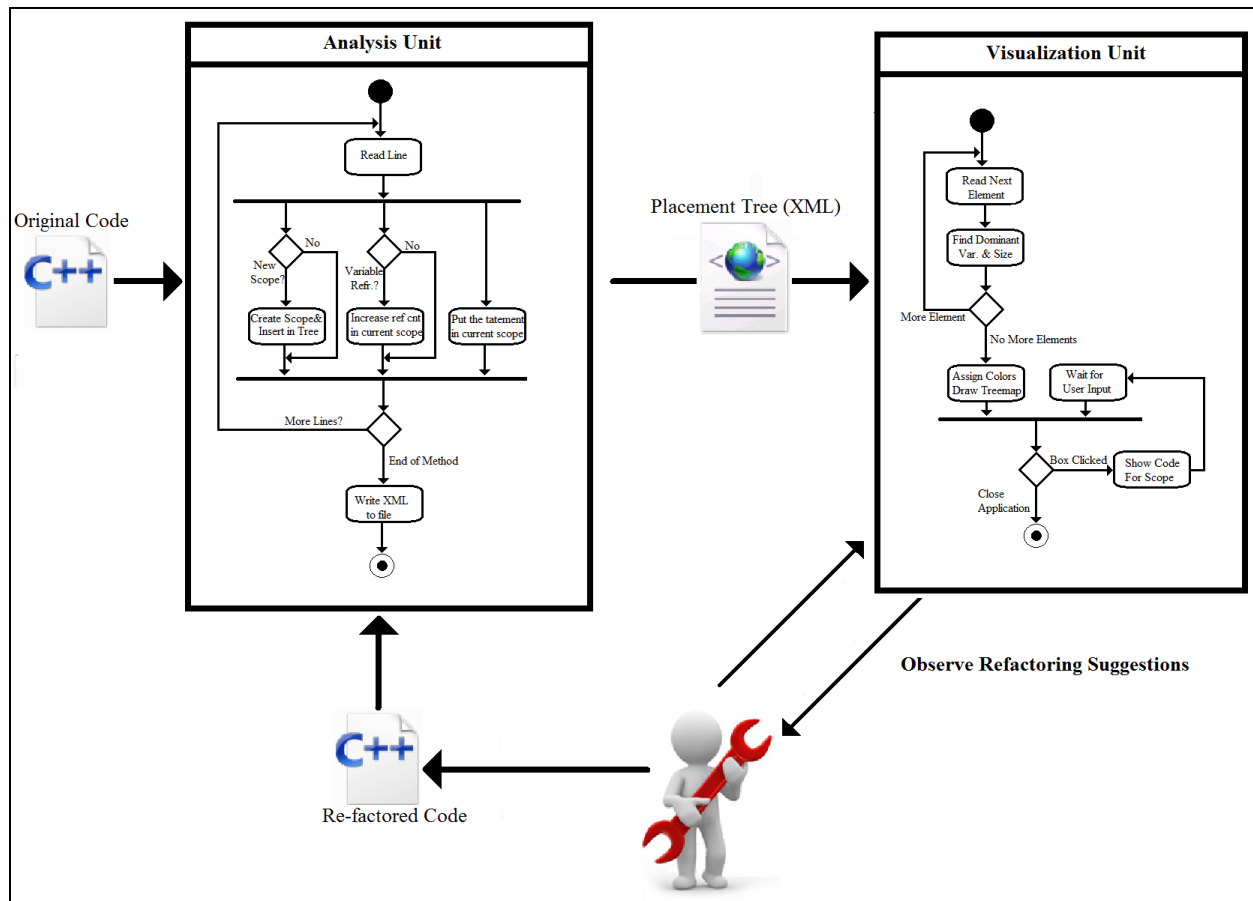 Analysis Unit
Read Line
No
New
Scope?
No
Variable
Refr.?
Create Scope&
Insert in Tree
Increase ref cnt
in current scope
Put the tatement
in current scope
More Lines?
End of Method
Write XML
to file
Original Code
C++
Placement Tree (XML)
< >
Visualization Unit
Read Next
Element
Find Dominant
Var. & Size
More Element
No More Elements
Assign Colors
Draw Treemap
Wait for
User Input
Box Clicked
Show Code
For Scope
Close
Application
Observe Refactoring Suggestions
C++
Re-factored Code